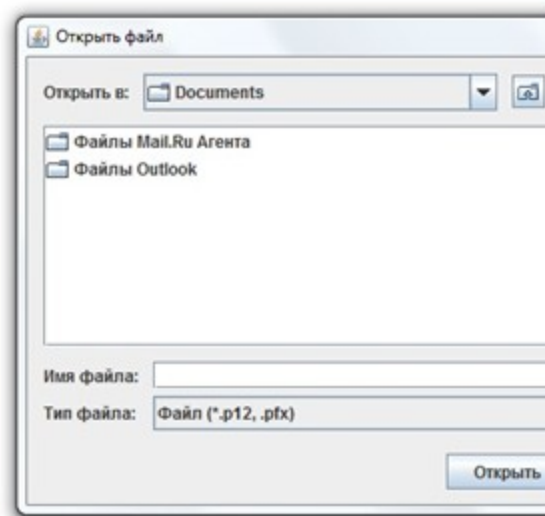 Открыть файл
Открыть в: Documents
Файлы Mail.Ru Агента
Файлы Outlook
Имя файла:
Тип файла: Файл (*.p12, .pfx)
Открыть